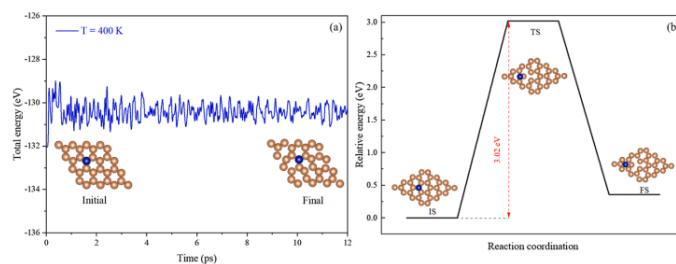 -126
-128
-130
-132
-134
-136
Total energy (eV)
T = 400 K
(a)
Initial
Final
0
2
4
6
8
10
12
Time (ps)
3.0
2.5
2.0
1.5
1.0
0.5
0.0
Relative energy (eV)
(b)
TS
3.02 eV
IS
FS
Reaction coordination